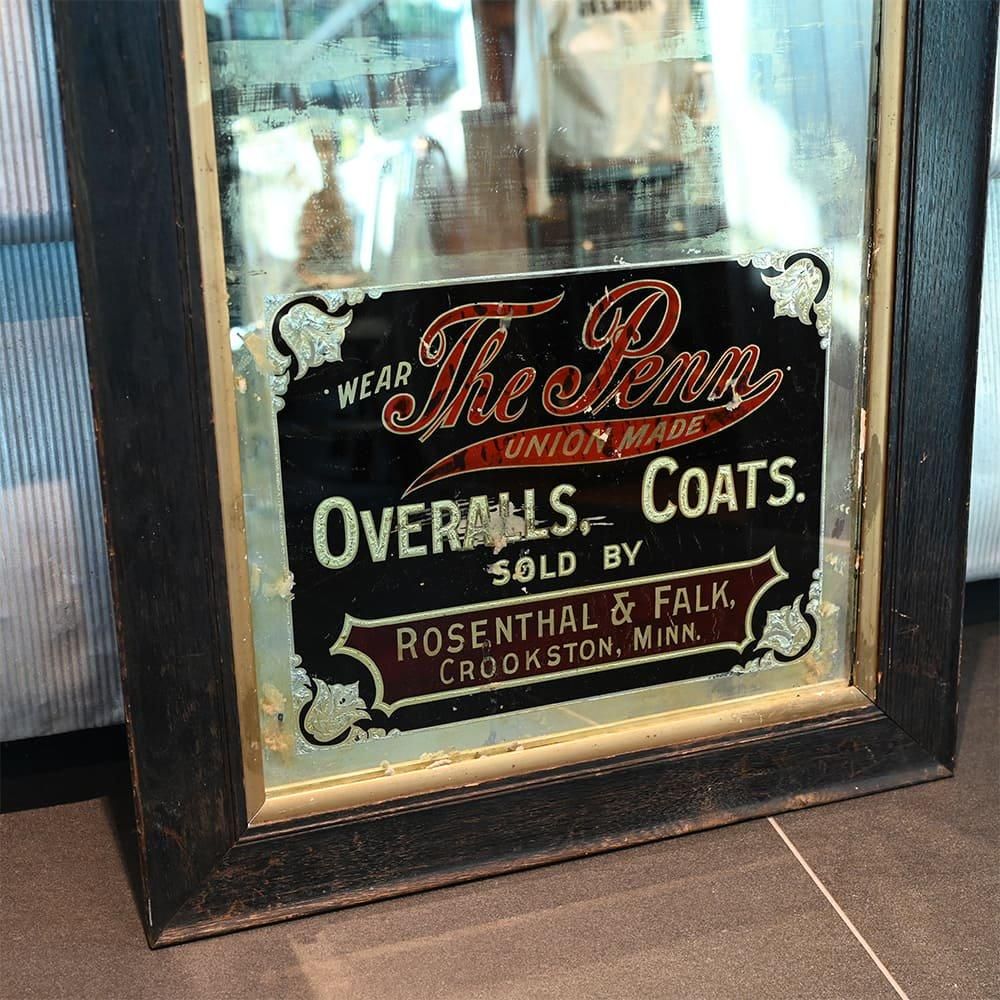 WEAR The Penn
UNION MADE
OVERALLS, COATS.
SOLD BY
ROSENTHAL & FALK,
CROOKSTON, MINN.